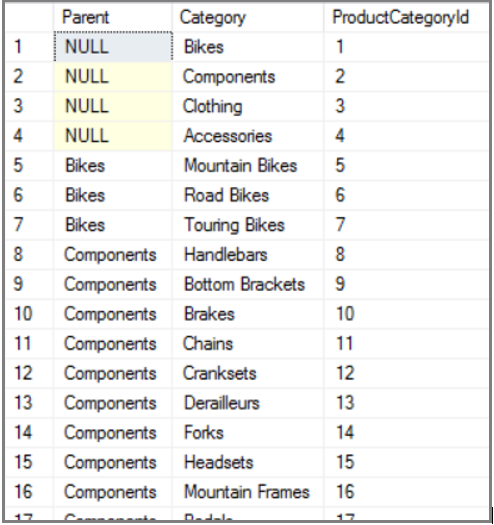 Parent Category ProductCategoryId
1 NULL Bikes 1
2 NULL Components 2
3 NULL Clothing 3
4 NULL Accessories 4
5 Bikes Mountain Bikes 5
6 Bikes Road Bikes 6
7 Bikes Touring Bikes 7
8 Components Handlebars 8
9 Components Bottom Brackets 9
10 Components Brakes 10
11 Components Chains 11
12 Components Cranksets 12
13 Components Derailleurs 13
14 Components Forks 14
15 Components Headsets 15
16 Components Mountain Frames 16
17 Components Pedals 17